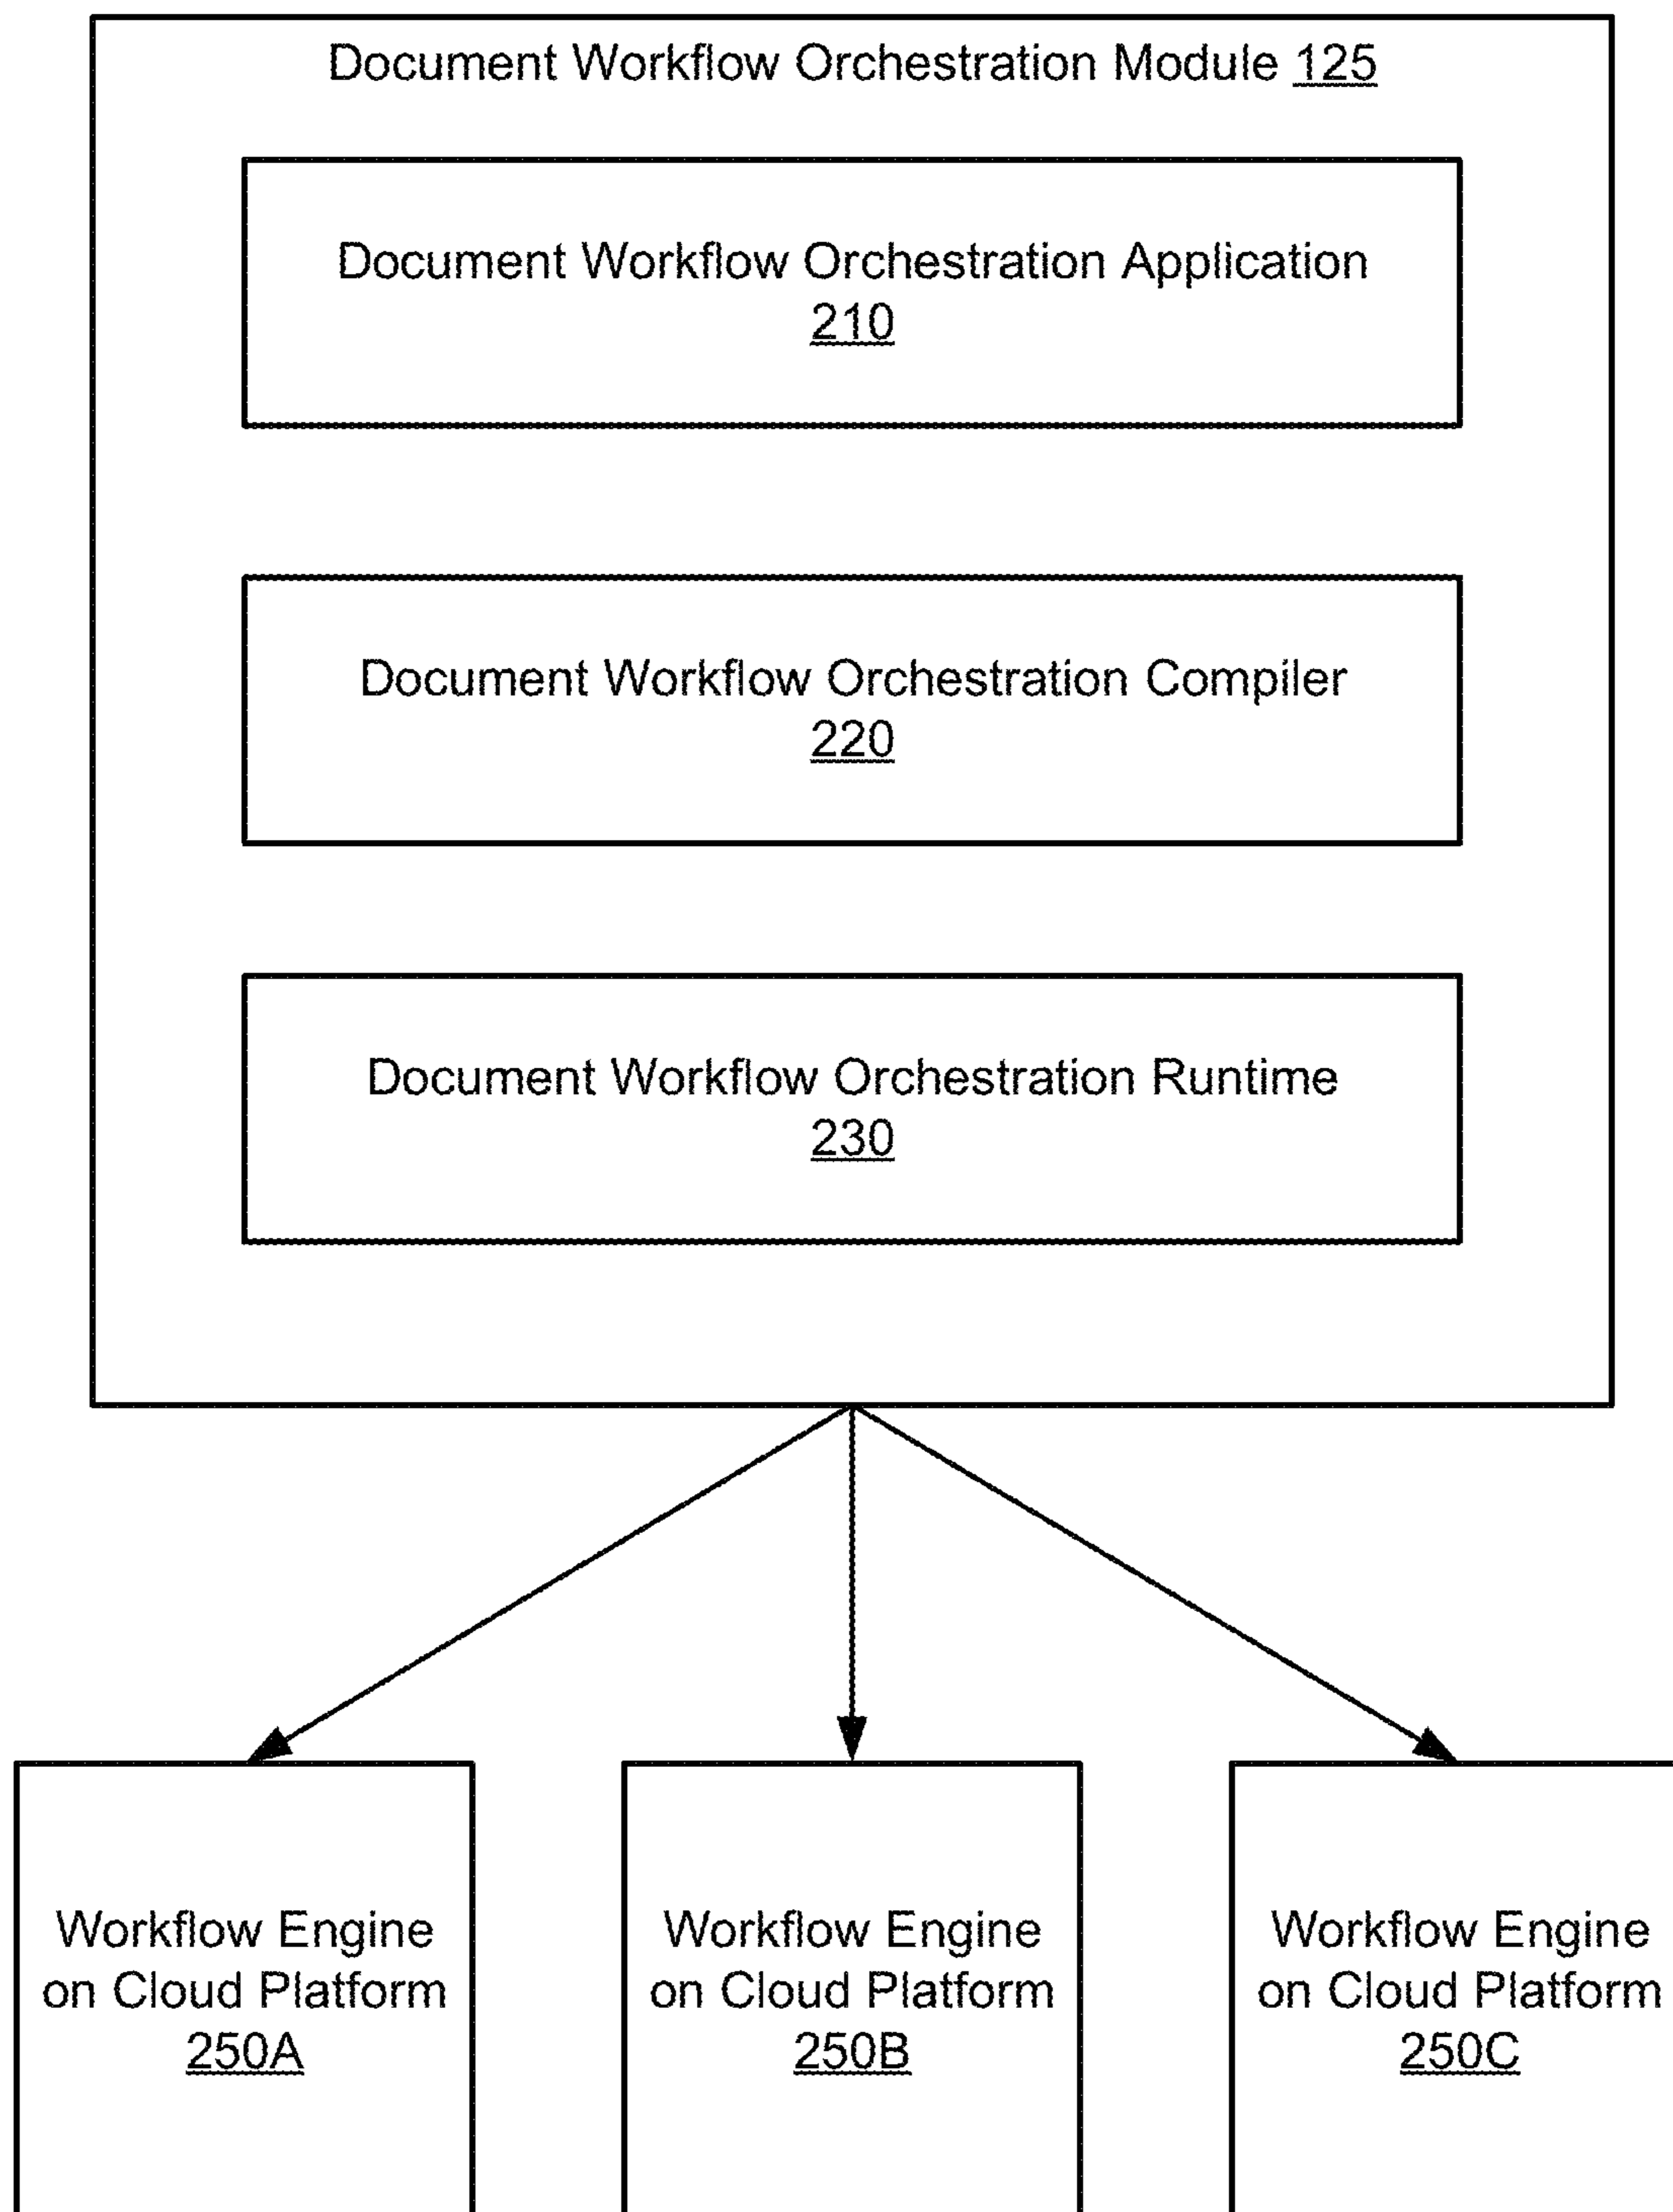 Document Workflow Orchestration Module 125
Document Workflow Orchestration Application
210
Document Workflow Orchestration Compiler
220
Document Workflow Orchestration Runtime
230
Workflow Engine
on Cloud Platform
250A
Workflow Engine
on Cloud Platform
250B
Workflow Engine
on Cloud Platform
250C